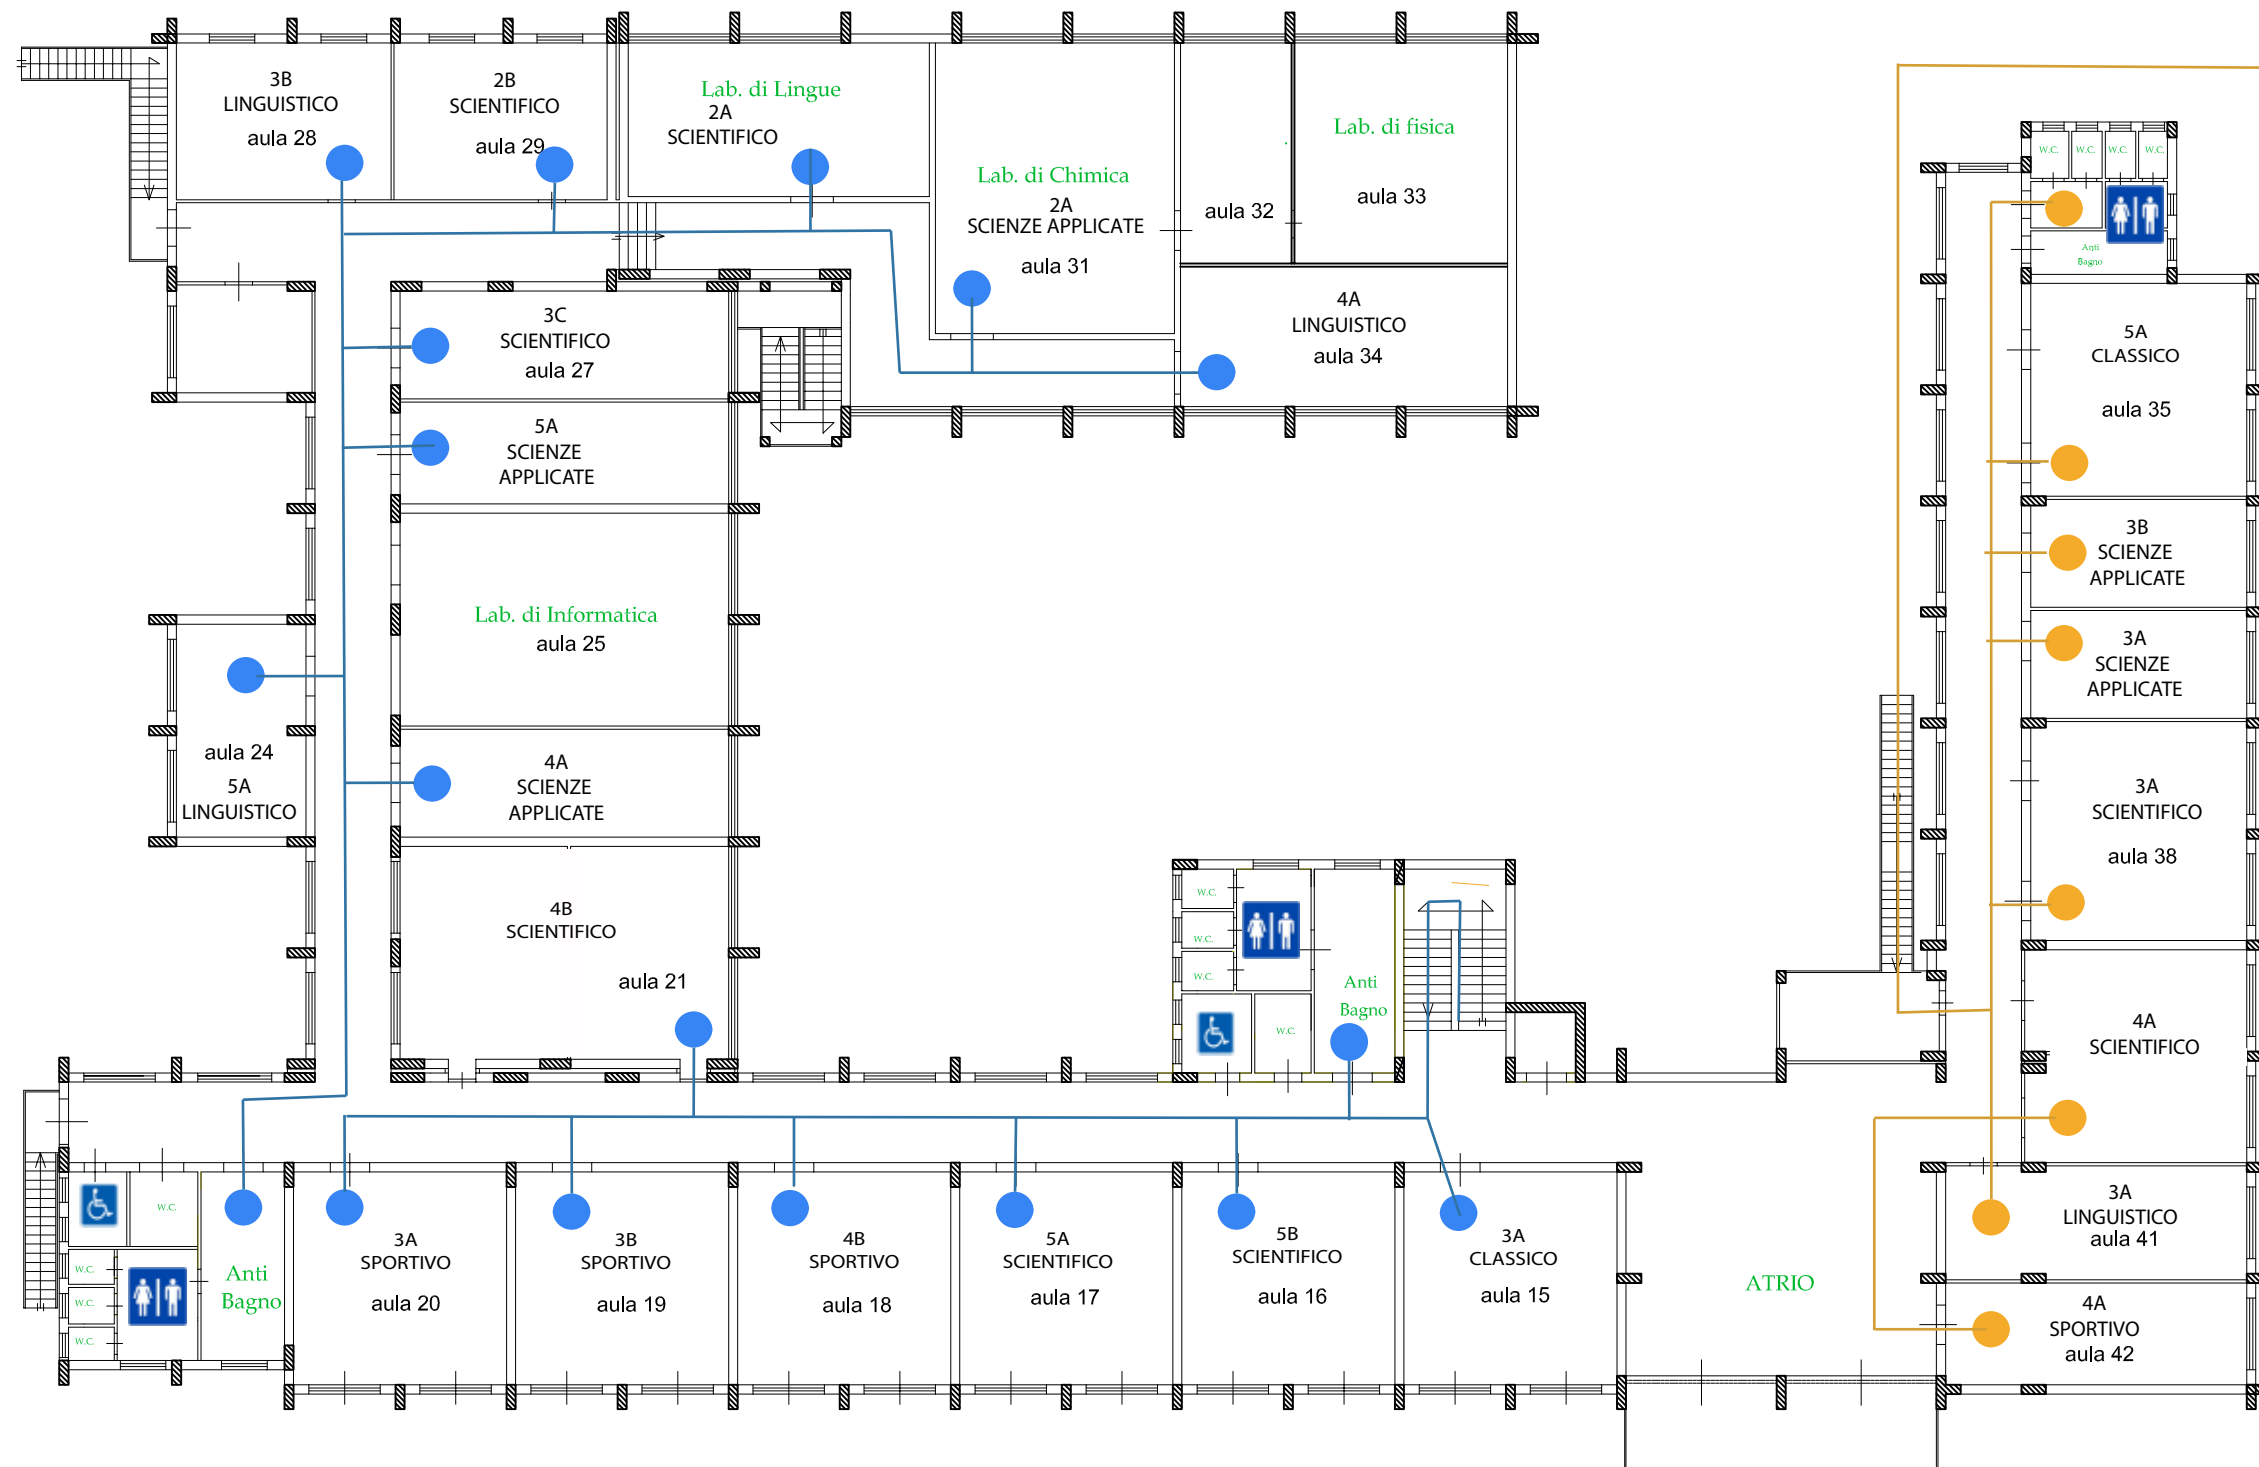 3B
LINGUISTICO
aula 28
2B
SCIENTIFICO
aula 29
Lab. di Lingue
2A
SCIENTIFICO
Lab. di Chimica
2A
SCIENZE APPLICATE
aula 31
aula 32
Lab. di fisica
aula 33
4A
LINGUISTICO
aula 34
3C
SCIENTIFICO
aula 27
5A
SCIENZE
APPLICATE
Lab. di Informatica
aula 25
aula 24
5A
LINGUISTICO
4A
SCIENZE
APPLICATE
4B
SCIENTIFICO
aula 21
W.C.
W.C.
W.C.
W.C.
Anti
Bagno
W.C.
W.C.
W.C.
W.C.
Anti
Bagno
5A
CLASSICO
aula 35
3B
SCIENZE
APPLICATE
3A
SCIENZE
APPLICATE
3A
SCIENTIFICO
aula 38
4A
SCIENTIFICO
3A
LINGUISTICO
aula 41
4A
SPORTIVO
aula 42
W.C.
W.C.
W.C.
W.C.
Anti
Bagno
3A
SPORTIVO
aula 20
3B
SPORTIVO
aula 19
4B
SPORTIVO
aula 18
5A
SCIENTIFICO
aula 17
5B
SCIENTIFICO
aula 16
3A
CLASSICO
aula 15
ATRIO